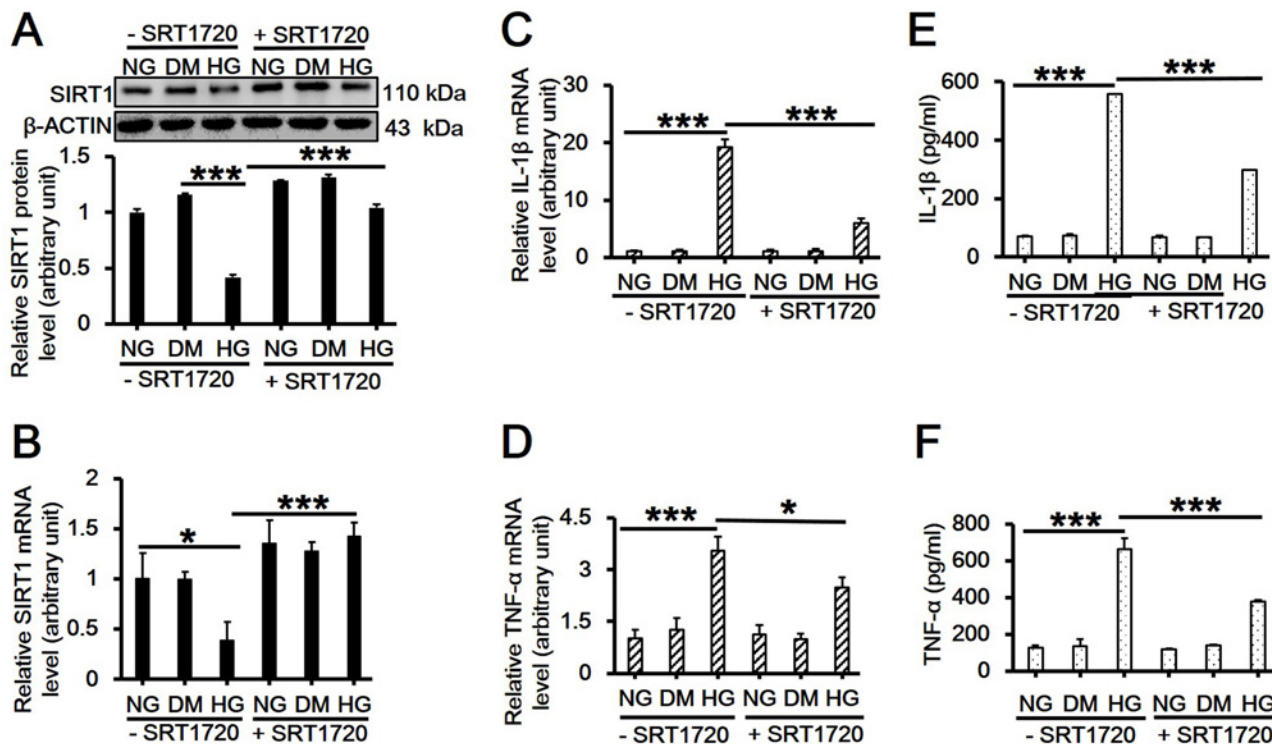 A
- SRT1720 + SRT1720
NG DM HG NG DM HG
SIRT1 110 kDa
β-ACTIN 43 kDa
Relative SIRT1 protein
level (arbitrary unit)
1.5
1
0.5
0
*** ***
NG DM HG NG DM HG
- SRT1720 + SRT1720
B
Relative SIRT1 mRNA
level (arbitrary unit)
2
1.5
1
0.5
0
* ***
NG DM HG NG DM HG
- SRT1720 + SRT1720
C
Relative IL-1β mRNA
level (arbitrary unit)
30
20
10
0
*** ***
NG DM HG NG DM HG
- SRT1720 + SRT1720
D
Relative TNF-α mRNA
level (arbitrary unit)
4.5
3
1.5
0
*** *
NG DM HG NG DM HG
- SRT1720 + SRT1720
E
IL-1β (pg/ml)
600
400
200
0
*** ***
NG DM HG NG DM HG
- SRT1720 + SRT1720
F
TNF-α (pg/ml)
800
600
400
200
0
*** ***
NG DM HG NG DM HG
- SRT1720 + SRT1720